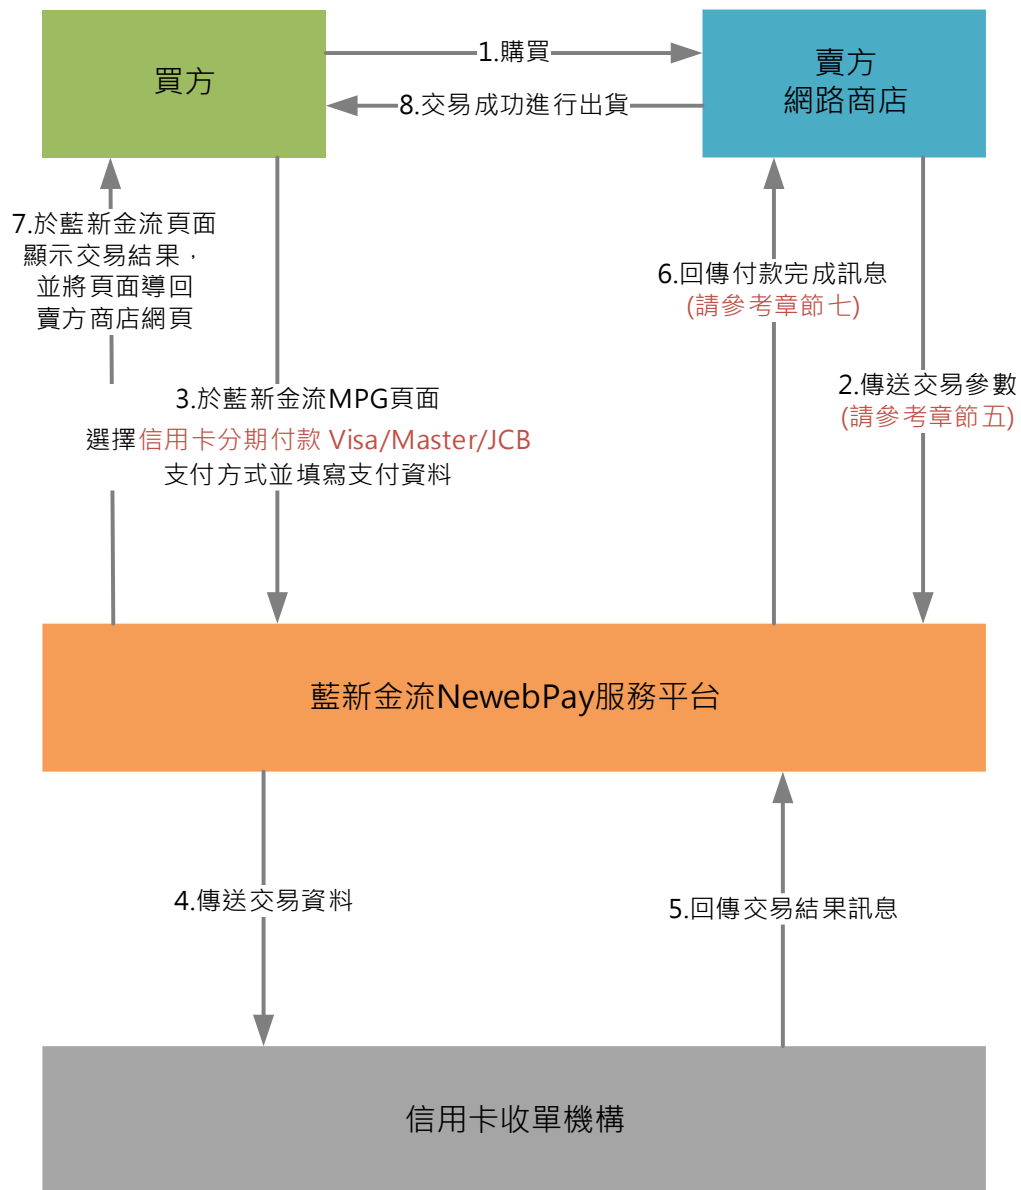 買方
1.購買
8.交易成功進行出貨
賣方
網路商店
7.於藍新金流頁面
顯示交易結果，
並將頁面導回
賣方商店網頁
6.回傳付款完成訊息
(請參考章節七)
2.傳送交易參數
(請參考章節五)
3.於藍新金流MPG頁面
選擇信用卡分期付款 Visa/Master/JCB
支付方式並填寫支付資料
藍新金流NewebPay服務平台
4.傳送交易資料
5.回傳交易結果訊息
信用卡收單機構